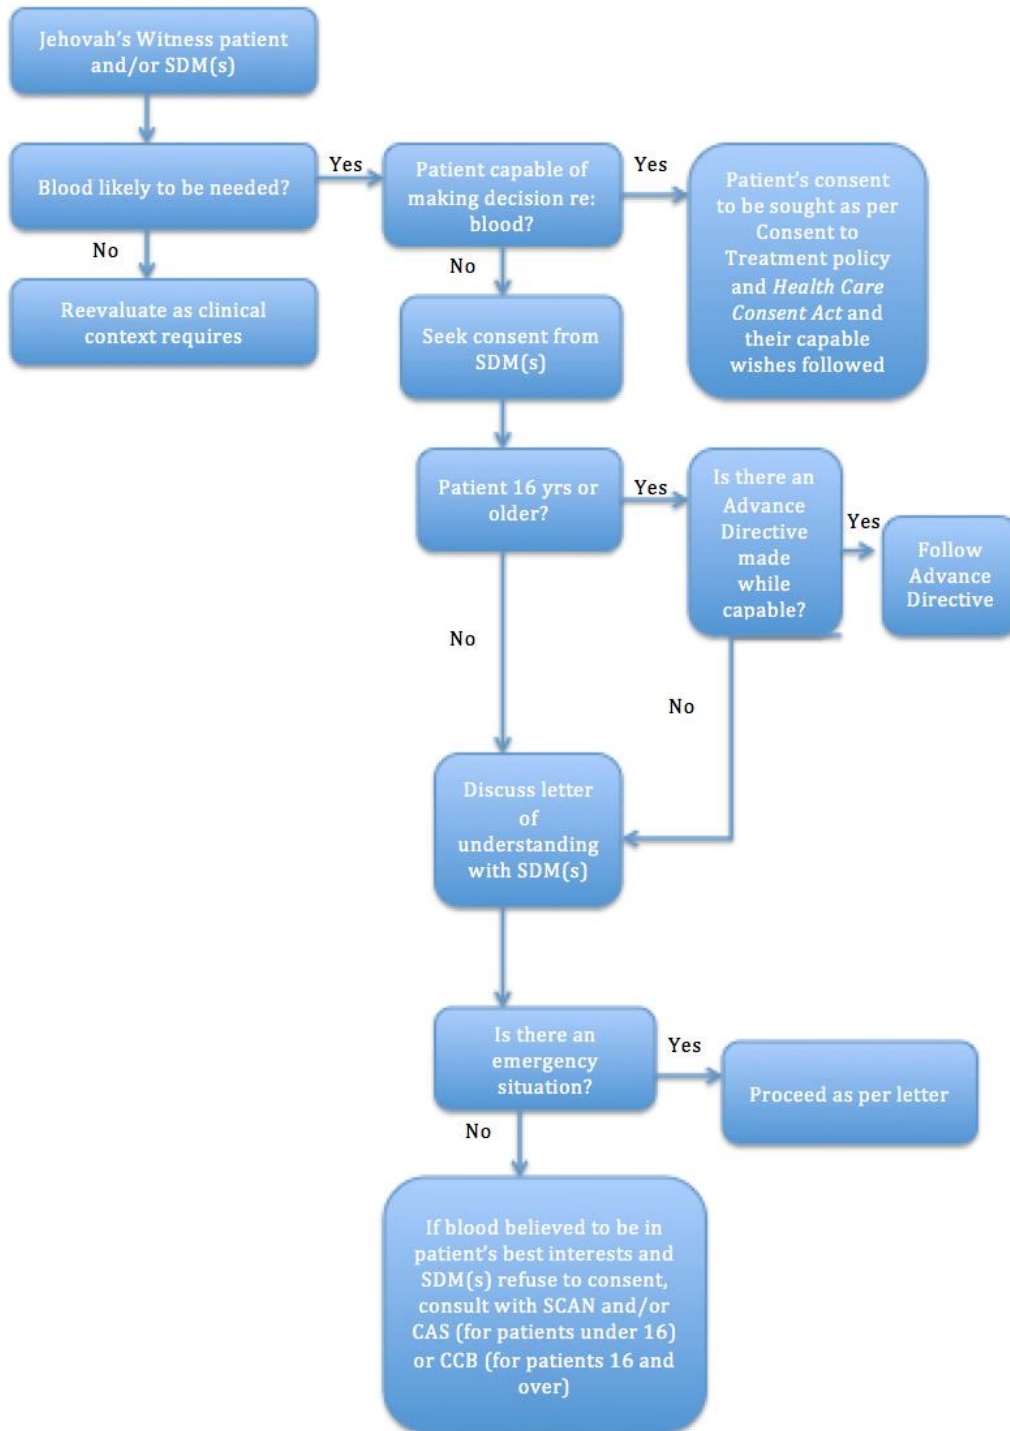 Jehovah's Witness patient
and/or SDM(s)
Blood likely to be needed?
Yes
No
Reevaluate as clinical
context requires
Patient capable of
making decision re:
blood?
Yes
No
Patient's consent
to be sought as per
Consent to
Treatment policy
and Health Care
Consent Act and
their capable
wishes followed
Seek consent from
SDM(s)
Patient 16 yrs or
older?
Yes
No
Is there an
Advance
Directive
made
while
capable?
Yes
No
Follow
Advance
Directive
Discuss letter
of
understanding
with SDM(s)
Is there an
emergency
situation?
Yes
No
Proceed as per letter
If blood believed to be in
patient's best interests and
SDM(s) refuse to consent,
consult with SCAN and/or
CAS (for patients under 16)
or CCB (for patients 16 and
over)